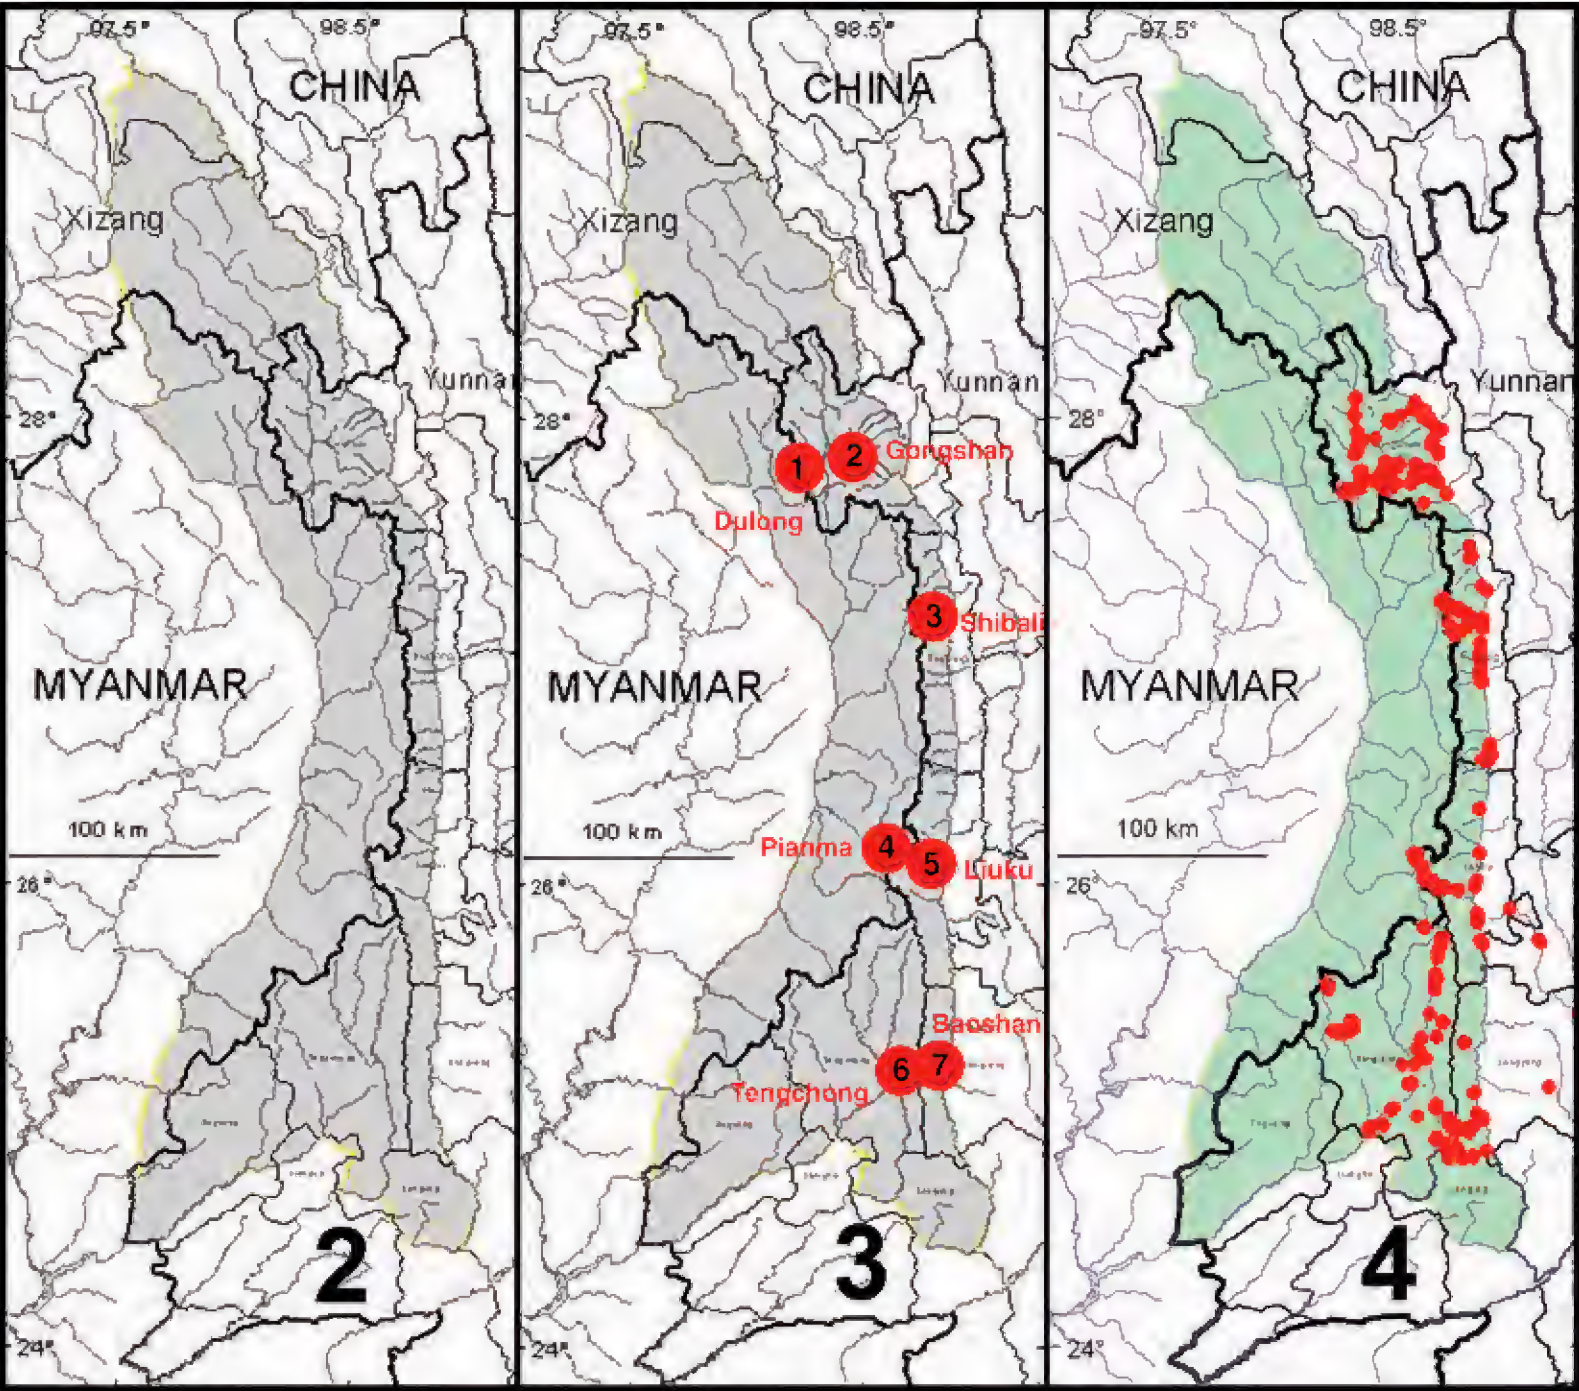 97.5° 98.5°
CHINA
Xizang
Yunnan
28°
MYANMAR
100 km
26°
2
24°
97.5° 98.5°
CHINA
Xizang
Yunnan
28°
1
2
Gongshan
Dulong
3
Shibali
MYANMAR
100 km
Pianma
4
5
Liuku
26°
Baoshan
6
7
Tengchong
3
24°
97.5° 98.5°
CHINA
Xizang
Yunnan
28°
MYANMAR
100 km
26°
4
24°